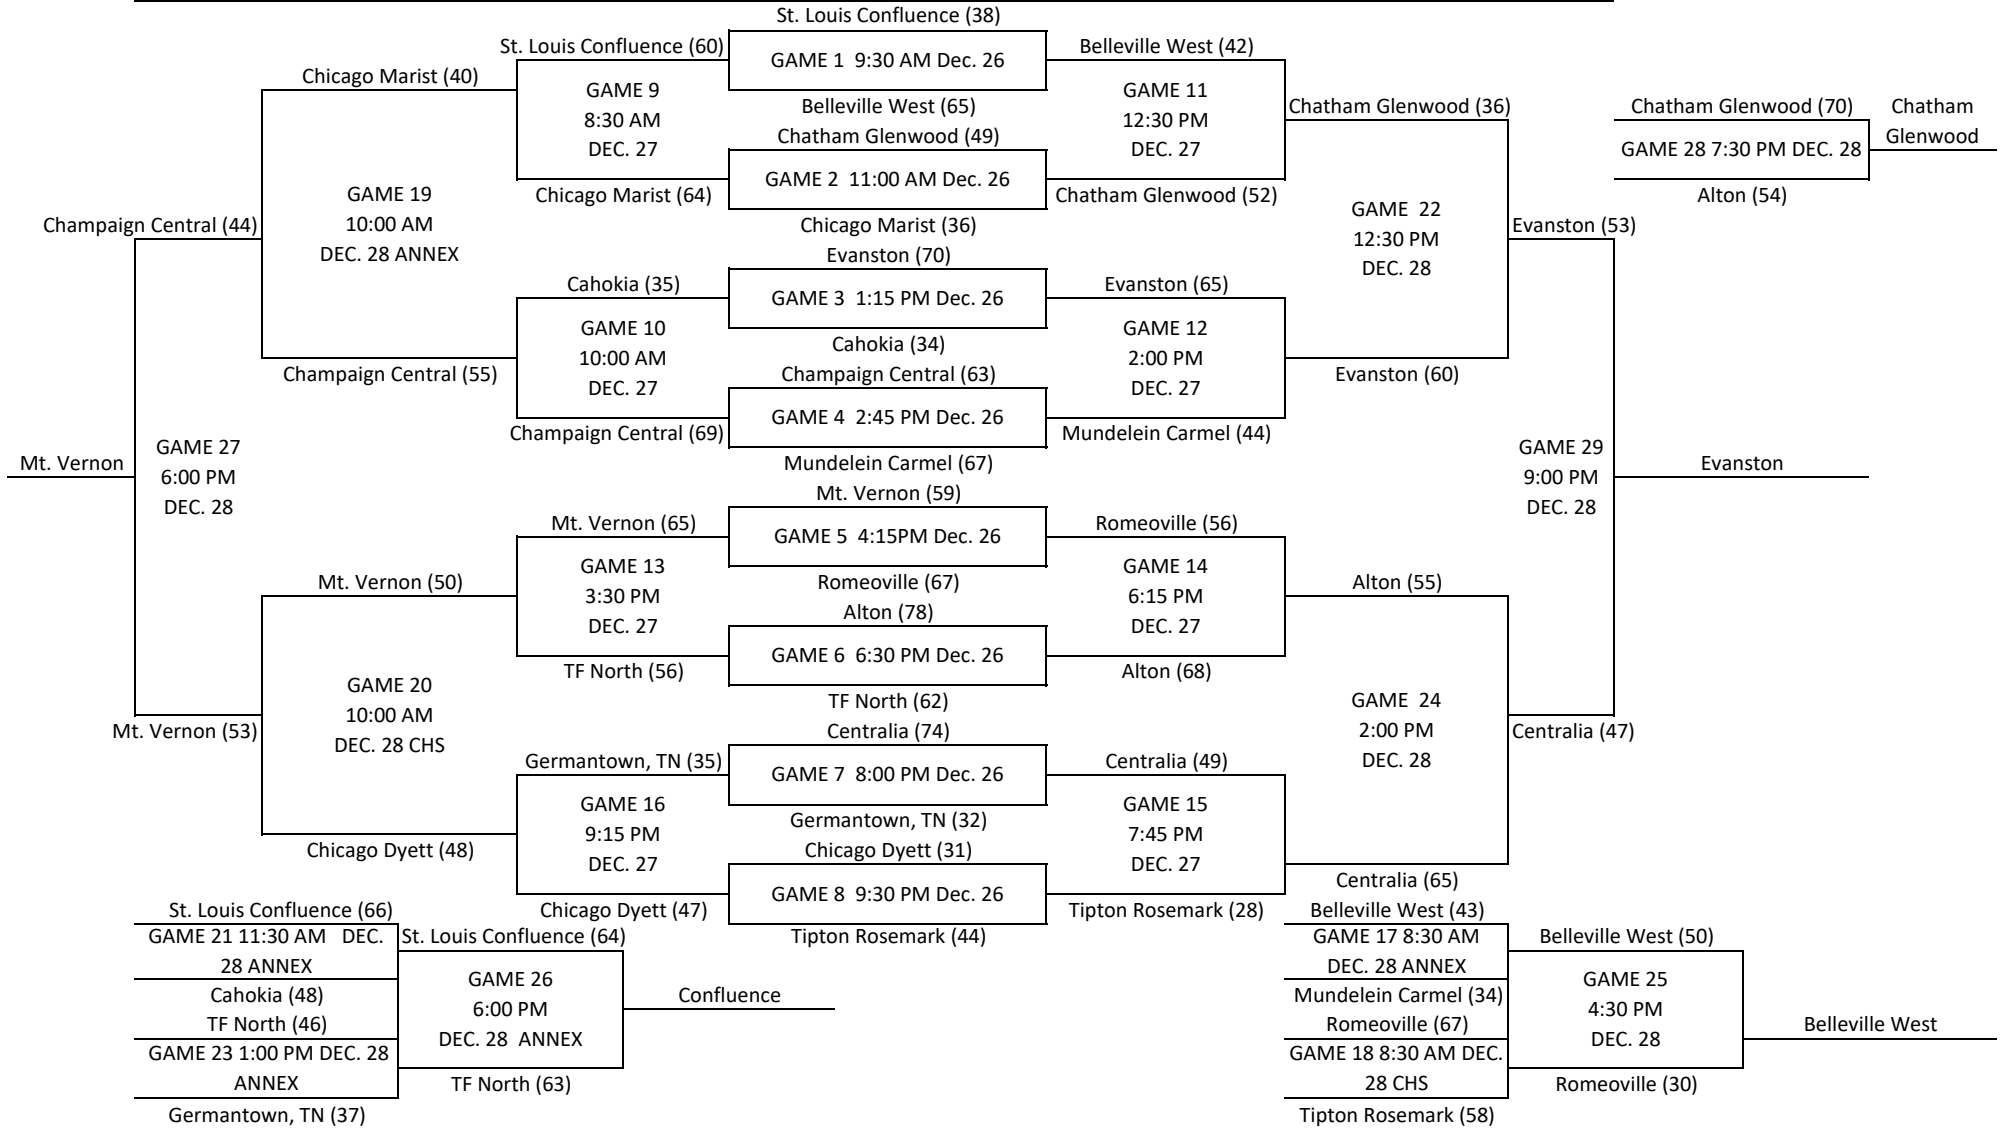 St. Louis Confluence (38)
St. Louis Confluence (60)
GAME 1 9:30 AM Dec. 26
Belleville West (42)
Chicago Marist (40)
GAME 9
8:30 AM
DEC. 27
Belleville West (65)
Chatham Glenwood (49)
GAME 11
12:30 PM
DEC. 27
Chatham Glenwood (36)
Chatham Glenwood (70)
GAME 28 7:30 PM DEC. 28
Alton (54)
Chatham
Glenwood
GAME 2 11:00 AM Dec. 26
Chicago Marist (64)
Chatham Glenwood (52)
Chicago Marist (36)
GAME 19
10:00 AM
DEC. 28 ANNEX
GAME 22
12:30 PM
DEC. 28
Champaign Central (44)
Evanston (53)
Evanston (70)
Cahokia (35)
GAME 3 1:15 PM Dec. 26
Evanston (65)
GAME 10
10:00 AM
DEC. 27
Cahokia (34)
Champaign Central (63)
GAME 12
2:00 PM
DEC. 27
Champaign Central (55)
Evanston (60)
GAME 4 2:45 PM Dec. 26
Champaign Central (69)
Mundelein Carmel (44)
Mundelein Carmel (67)
Mt. Vernon
GAME 27
6:00 PM
DEC. 28
GAME 29
9:00 PM
DEC. 28
Evanston
Mt. Vernon (59)
Mt. Vernon (65)
GAME 5 4:15PM Dec. 26
Romeoville (56)
Mt. Vernon (50)
GAME 13
3:30 PM
DEC. 27
Romeoville (67)
Alton (78)
GAME 14
6:15 PM
DEC. 27
Alton (55)
GAME 6 6:30 PM Dec. 26
TF North (56)
Alton (68)
TF North (62)
GAME 20
10:00 AM
DEC. 28 CHS
GAME 24
2:00 PM
DEC. 28
Mt. Vernon (53)
Centralia (47)
Centralia (74)
Germantown, TN (35)
GAME 7 8:00 PM Dec. 26
Centralia (49)
GAME 16
9:15 PM
DEC. 27
Germantown, TN (32)
Chicago Dyett (31)
GAME 15
7:45 PM
DEC. 27
Chicago Dyett (48)
Centralia (65)
GAME 8 9:30 PM Dec. 26
Chicago Dyett (47)
Tipton Rosemark (28)
Tipton Rosemark (44)
St. Louis Confluence (66)
GAME 21 11:30 AM DEC.
28 ANNEX
Cahokia (48)
TF North (46)
GAME 23 1:00 PM DEC. 28
ANNEX
Germantown, TN (37)
St. Louis Confluence (64)
GAME 26
6:00 PM
DEC. 28 ANNEX
TF North (63)
Confluence
Belleville West (43)
GAME 17 8:30 AM
DEC. 28 ANNEX
Mundelein Carmel (34)
Romeoville (67)
GAME 18 8:30 AM DEC.
28 CHS
Tipton Rosemark (58)
Belleville West (50)
GAME 25
4:30 PM
DEC. 28
Romeoville (30)
Belleville West